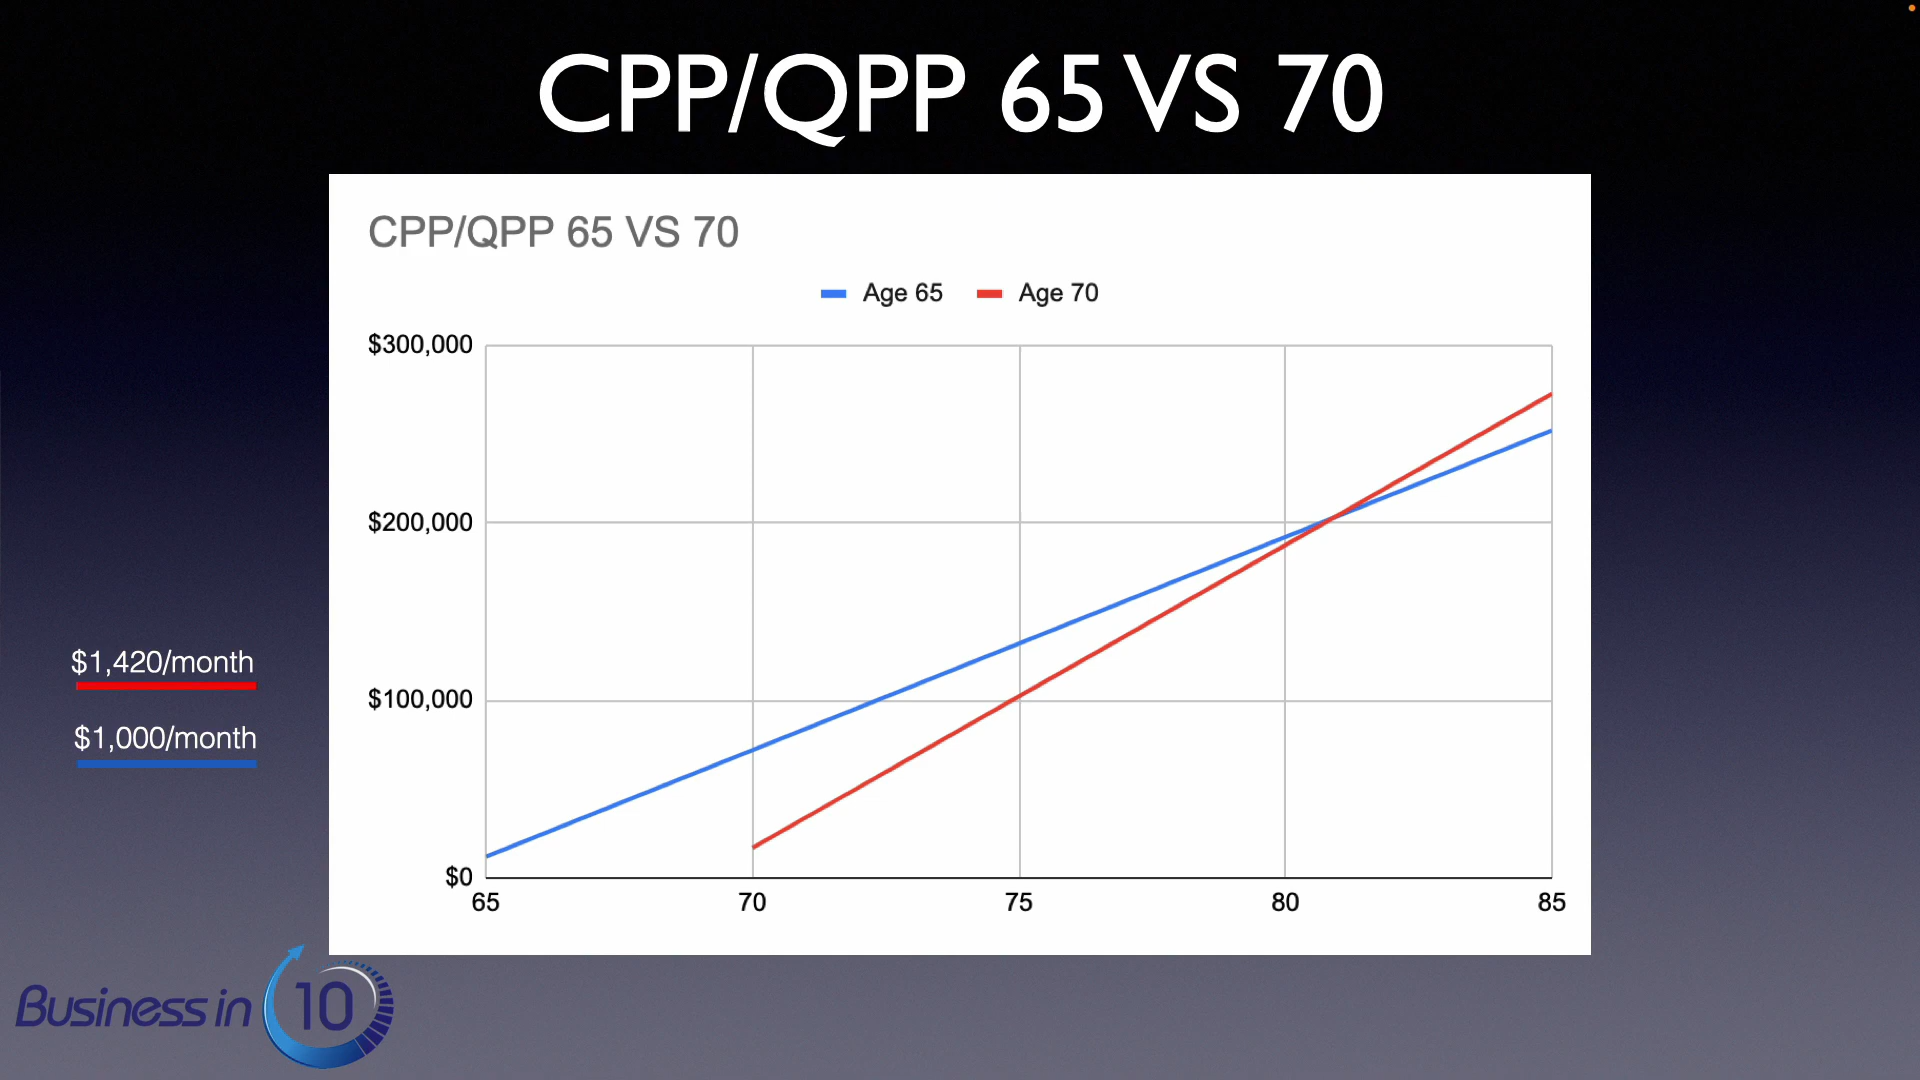 CPP/QPP 65 VS 70
CPP/QPP 65 VS 70
Age 65 Age 70
$300,000
$200,000
$100,000
$0
65 70 75 80 85
$1,420/month
$1,000/month
Business in 10